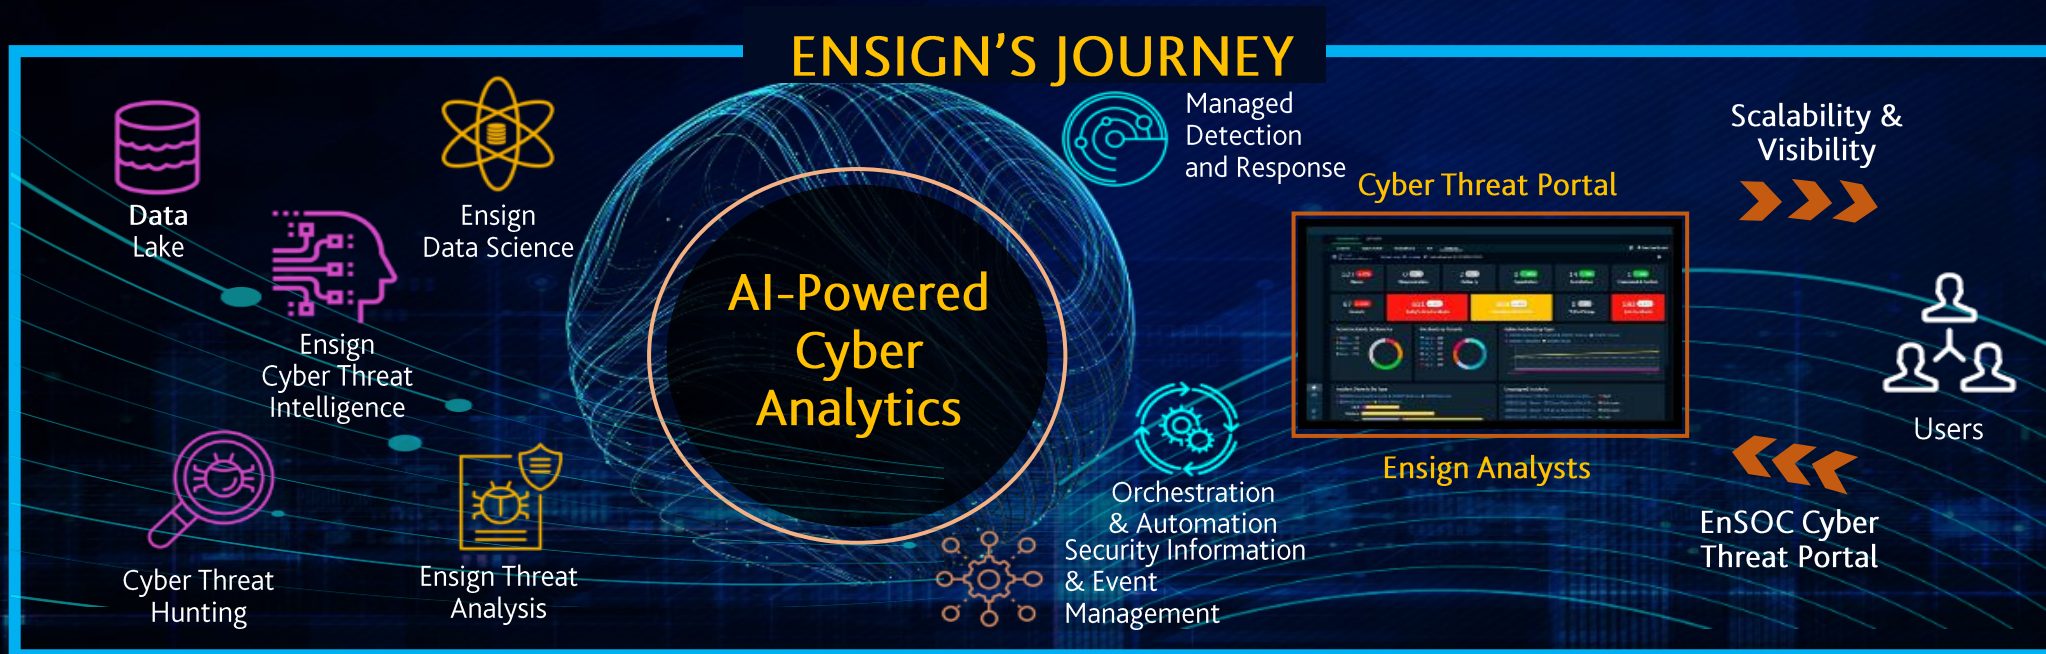 ENSIGN'S JOURNEY
Data
Lake
Ensign
Data Science
Ensign
Cyber Threat
Intelligence
Cyber Threat
Hunting
Ensign Threat
Analysis
AI-Powered
Cyber
Analytics
Managed
Detection
and Response
Orchestration
& Automation
Security Information
& Event
Management
Cyber Threat Portal
Ensign Analysts
Scalability &
Visibility
Users
EnSOC Cyber
Threat Portal